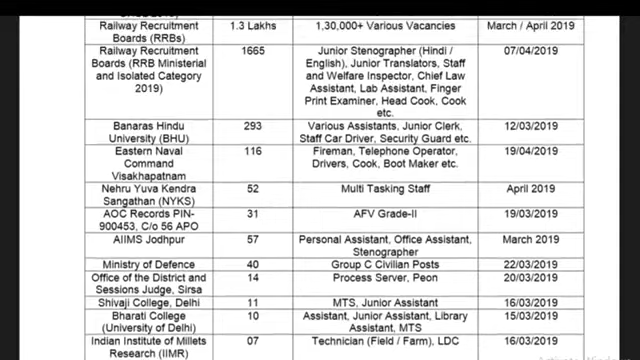 Railway Recruitment 1.3 Lakhs 1,30,000+ Various Vacancies March / April 2019
Boards (RRBs)
Railway Recruitment 1665 Junior Stenographer (Hindi / 07/04/2019
Boards (RRB Ministerial English), Junior Translators, Staff
and Isolated Category and Welfare Inspector, Chief Law
2019) Assistant, Lab Assistant, Finger
Print Examiner, Head Cook, Cook
etc.
Banaras Hindu 293 Various Assistants, Junior Clerk, 12/03/2019
University (BHU) Staff Car Driver, Security Guard etc.
Eastern Naval 116 Fireman, Telephone Operator, 19/04/2019
Command Drivers, Cook, Boot Maker etc.
Visakhapatnam
Nehru Yuva Kendra 52 Multi Tasking Staff April 2019
Sangathan (NYKS)
AOC Records PIN- 31 AFV Grade-II 19/03/2019
900453, C/o 56 APO
AIIMS Jodhpur 57 Personal Assistant, Office Assistant, March 2019
Stenographer
Ministry of Defence 40 Group C Civilian Posts 22/03/2019
Office of the District and 14 Process Server, Peon 20/03/2019
Sessions Judge, Sirsa
Shivaji College, Delhi 11 MTS, Junior Assistant 16/03/2019
Bharati College 10 Assistant, Junior Assistant, Library 15/03/2019
(University of Delhi) Assistant, MTS
Indian Institute of Millets 07 Technician (Field / Farm), LDC 16/03/2019
Research (IIMR)